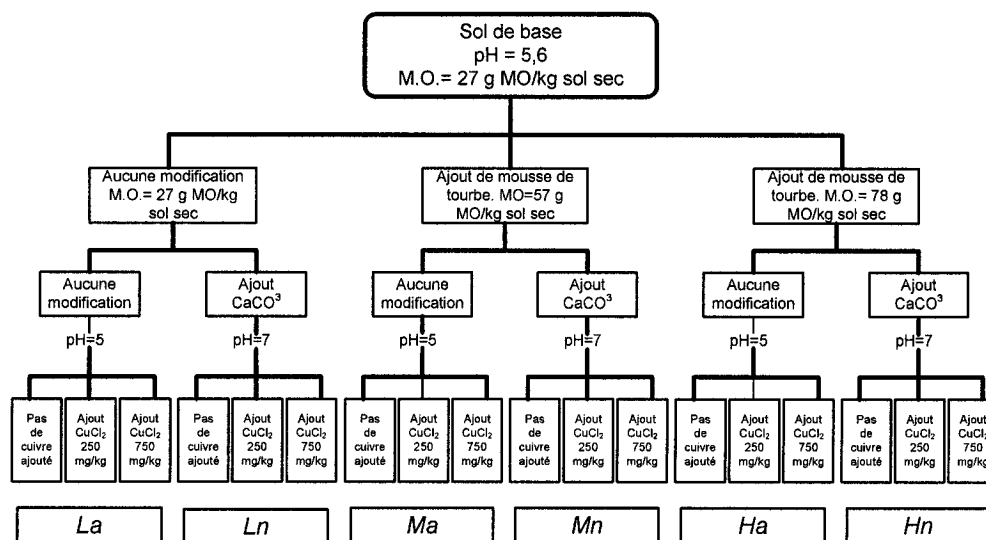 Sol de base
pH = 5,6
M.O.= 27 g MO/kg sol sec
Aucune modification
M.O.= 27 g MO/kg
sol sec
Ajout de mousse de
tourbe. MO=57 g
MO/kg sol sec
Ajout de mousse de
tourbe. M.O.= 78 g
MO/kg sol sec
Aucune
modification
Ajout
CaCO³
Aucune
modification
Ajout
CaCO³
Aucune
modification
Ajout
CaCO³
pH=5
pH=7
pH=5
pH=7
pH=5
pH=7
Pas
de
cuivre
ajouté
Ajout
CuCl₂
250
mg/kg
Ajout
CuCl₂
750
mg/kg
Pas
de
cuivre
ajouté
Ajout
CuCl₂
250
mg/kg
Ajout
CuCl₂
750
mg/kg
Pas
de
cuivre
ajouté
Ajout
CuCl₂
250
mg/kg
Ajout
CuCl₂
750
mg/kg
Pas
de
cuivre
ajouté
Ajout
CuCl₂
250
mg/kg
Ajout
CuCl₂
750
mg/kg
Pas
de
cuivre
ajouté
Ajout
CuCl₂
250
mg/kg
Ajout
CuCl₂
750
mg/kg
Pas
de
cuivre
ajouté
Ajout
CuCl₂
250
mg/kg
Ajout
CuCl₂
750
mg/kg
La
Ln
Ma
Mn
Ha
Hn